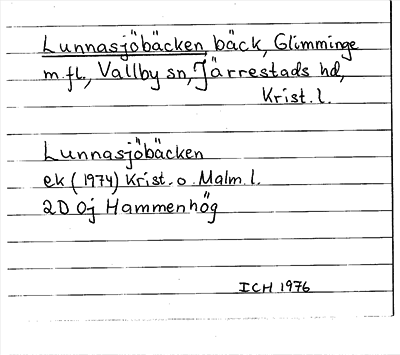 Lunnasjöbäcken, bäck, Glimminge
m.fl., Vallby sn, Järrestads hd,
Krist. l.
Lunnasjöbäcken
ek (1974) Krist. o. Malm. l.
2D 0j Hammenhög
ICH 1976